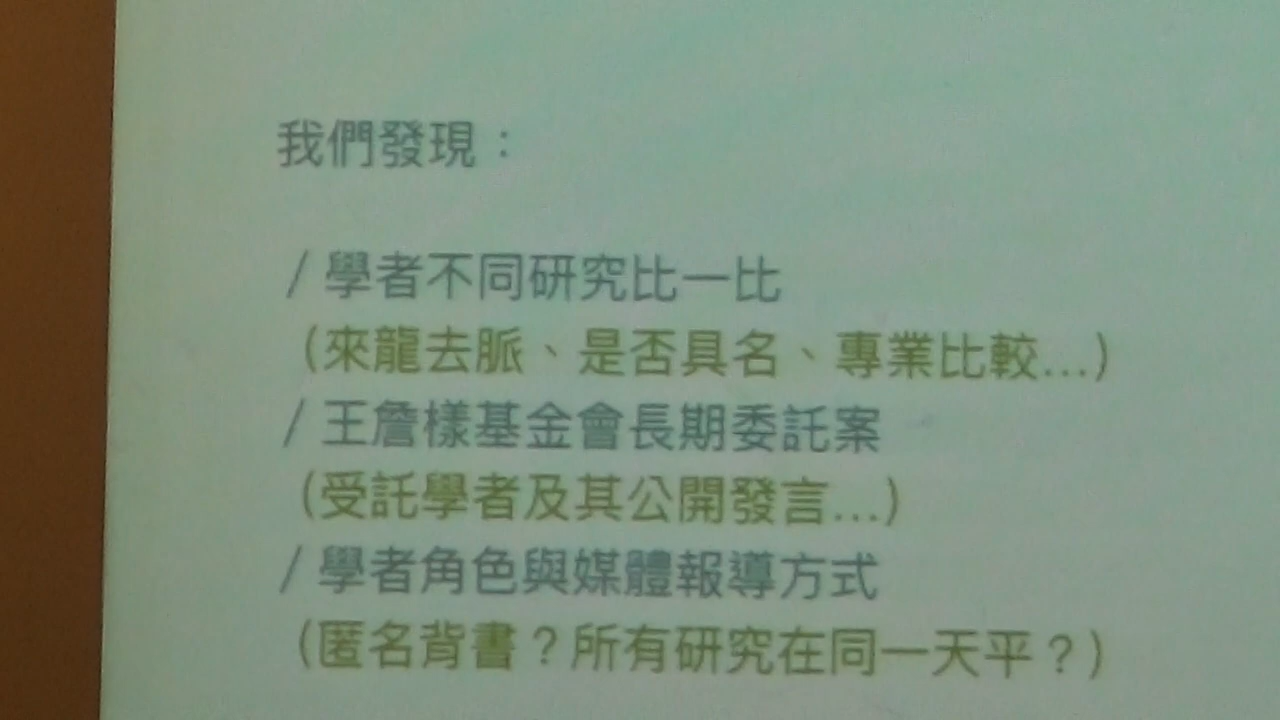 我們發現：
/ 學者不同研究比一比
(來龍去脈、是否具名、專業比較...)
/ 王詹樣基金會長期委託案
(受託學者及其公開發言...)
/ 學者角色與媒體報導方式
(匿名背書？所有研究在同一天平？)